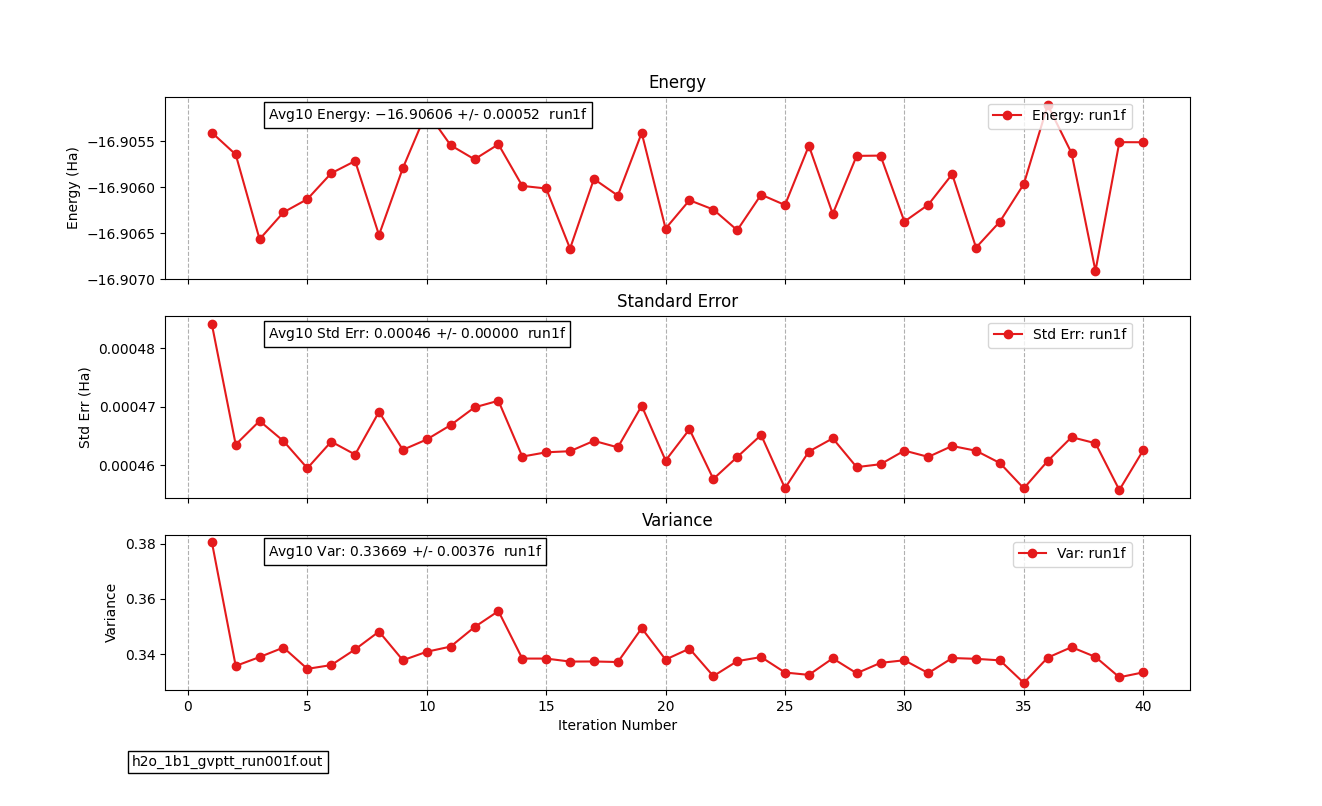 Energy
Avg10 Energy: −16.90606 +/- 0.00052  run1f
Energy: run1f
Energy (Ha)
−16.9055
−16.9060
−16.9065
−16.9070
Standard Error
Avg10 Std Err: 0.00046 +/- 0.00000  run1f
Std Err: run1f
Std Err (Ha)
0.00048
0.00047
0.00046
Variance
Avg10 Var: 0.33669 +/- 0.00376  run1f
Var: run1f
Variance
0.38
0.36
0.34
0 5 10 15 20 25 30 35 40
Iteration Number
h2o_1b1_gvptt_run001f.out